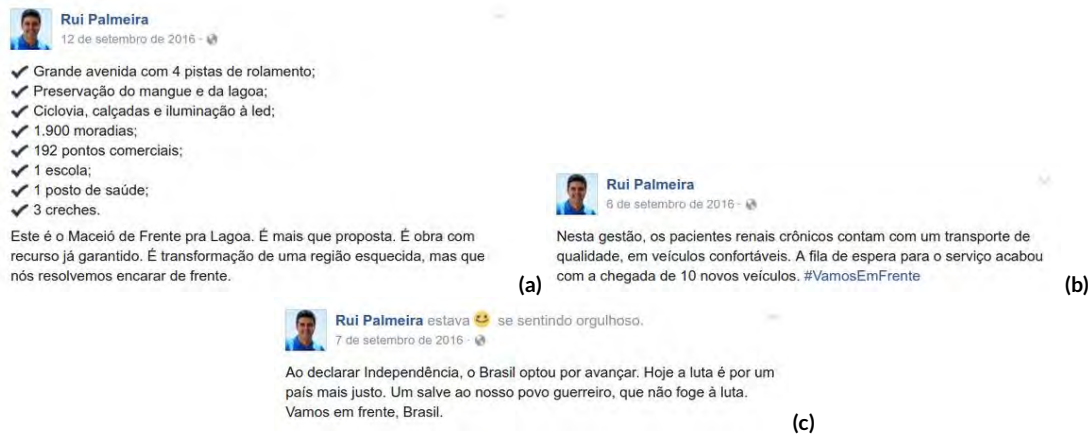 Rui Palmeira
12 de setembro de 2016 ·
✔ Grande avenida com 4 pistas de rolamento;
✔ Preservação do mangue e da lagoa;
✔ Ciclovia, calçadas e iluminação à led;
✔ 1.900 moradias;
✔ 192 pontos comerciais;
✔ 1 escola;
✔ 1 posto de saúde;
✔ 3 creches.
Este é o Maceió de Frente pra Lagoa. É mais que proposta. É obra com
recurso já garantido. É transformação de uma região esquecida, mas que
nós resolvemos encarar de frente.
(a)
Rui Palmeira
6 de setembro de 2016 ·
Nesta gestão, os pacientes renais crônicos contam com um transporte de
qualidade, em veículos confortáveis. A fila de espera para o serviço acabou
com a chegada de 10 novos veículos. #VamosEmFrente
(b)
Rui Palmeira estava 😆 se sentindo orgulhoso.
7 de setembro de 2016 ·
Ao declarar Independência, o Brasil optou por avançar. Hoje a luta é por um
país mais justo. Um salve ao nosso povo guerreiro, que não foge à luta.
Vamos em frente, Brasil.
(c)